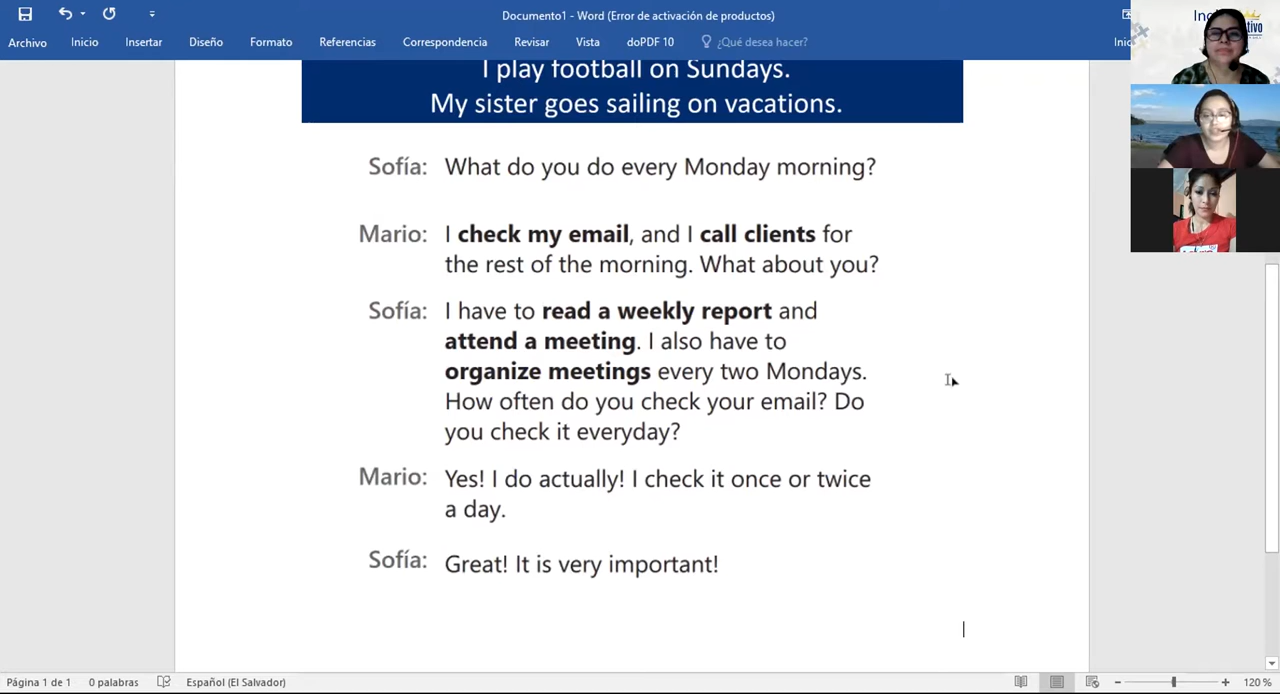 Documento1 - Word (Error de activación de productos)
Archivo Inicio Insertar Diseño Formato Referencias Correspondencia Revisar Vista doPDF 10 ¿Qué desea hacer?
I play football on Sundays.
My sister goes sailing on vacations.
Sofía: What do you do every Monday morning?
Mario: I check my email, and I call clients for
the rest of the morning. What about you?
Sofía: I have to read a weekly report and
attend a meeting. I also have to
organize meetings every two Mondays.
How often do you check your email? Do
you check it everyday?
Mario: Yes! I do actually! I check it once or twice
a day.
Sofía: Great! It is very important!
Página 1 de 1 0 palabras Español (El Salvador) 120 %